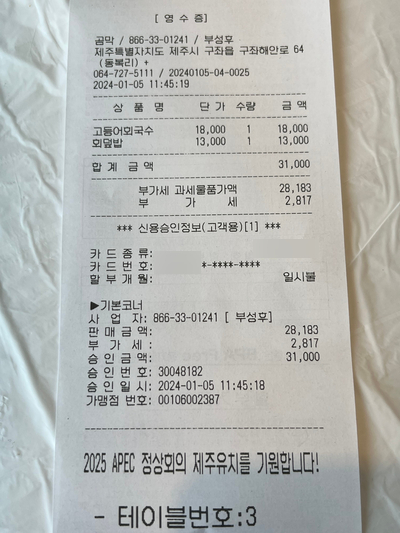 [ 영 수 증]
곰막 / 866-33-01241 / 부성후
제주특별자치도 제주시 구좌읍 구좌해안로 64
(동복리) +
064-727-5111 / 20240105-04-0025
2024-01-05 11:45:19
상 품 명 단 가 수량 금 액
고등어회국수 18,000 1 18,000
회덮밥 13,000 1 13,000
합 계 금 액 31,000
부가세 과세물품가액 28,183
부 가 세 2,817
*** 신용승인정보(고객용)[1] ***
카 드 종 류:
카 드 번 호: *-****-****
할 부 개 월: 일시불
▶기본코너
사 업 자: 866-33-01241 [ 부성후]
판 매 금 액: 28,183
부 가 세 : 2,817
승 인 금 액: 31,000
승 인 번 호: 30048182
승 인 일 시: 2024-01-05 11:45:18
가맹점 번호: 00106002387
2025 APEC 정상회의 제주유치를 기원합니다!
- 테이블번호:3